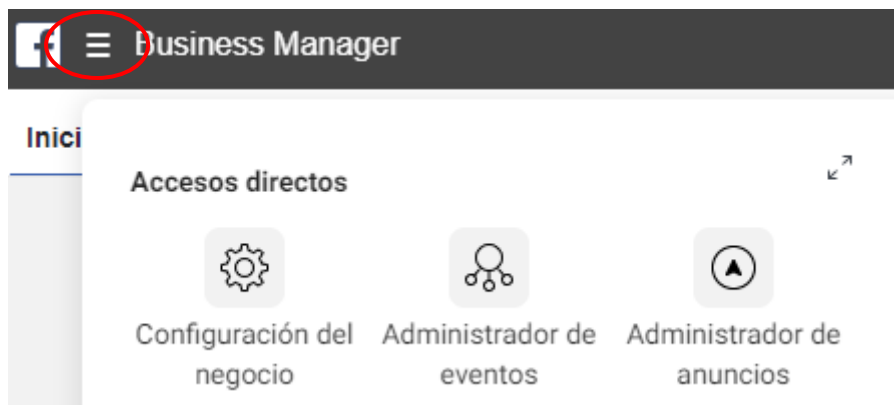 f Business Manager
Inici
Accesos directos
Configuración del Administrador de Administrador de
negocio eventos anuncios